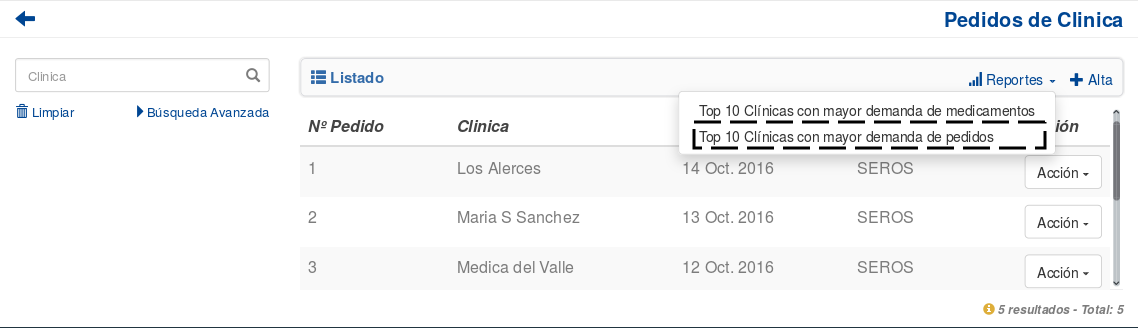 Pedidos de Clinica
Clinica
Limpiar
Búsqueda Avanzada
Listado
Reportes
Alta
Top 10 Clínicas con mayor demanda de medicamentos
Top 10 Clínicas con mayor demanda de pedidos
Nº Pedido Clinica
1 Los Alerces 14 Oct. 2016 SEROS Acción
2 Maria S Sanchez 13 Oct. 2016 SEROS Acción
3 Medica del Valle 12 Oct. 2016 SEROS Acción
5 resultados - Total: 5